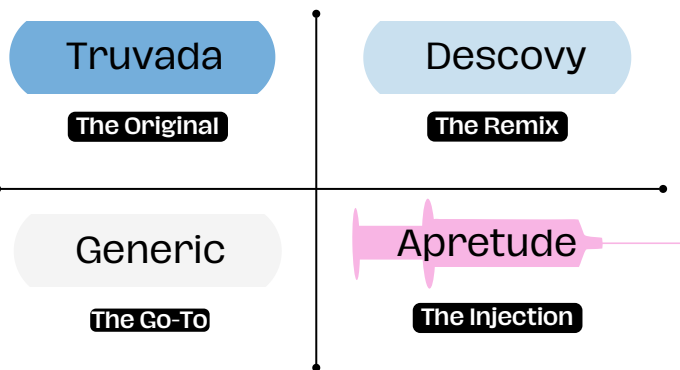 Truvada
The Original
Descovy
The Remix
Generic
The Go-To
Apretude
The Injection